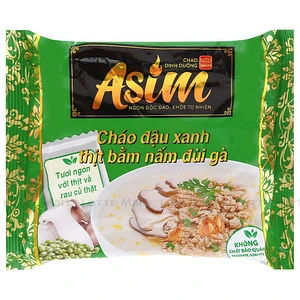 CHÁO
DINH DƯỠNG
Asim
NGON ĐỘC ĐÁO, KHỎE TỰ NHIÊN
Cháo đậu xanh
thịt bằm nấm đùi gà
Tươi ngon
với thịt và
rau củ thật
KHÔNG
CHẤT BẢO QUẢN